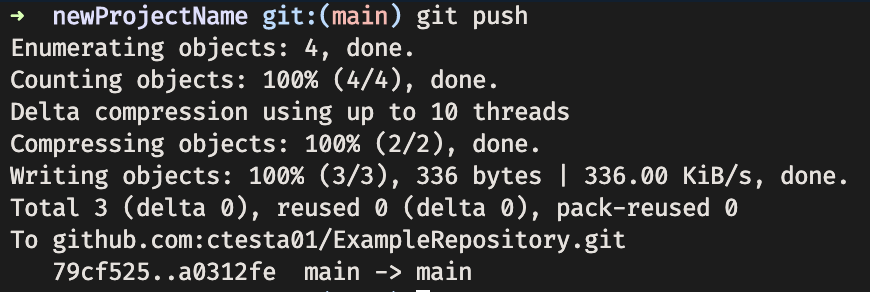 ➜ newProjectName git:(main) git push
Enumerating objects: 4, done.
Counting objects: 100% (4/4), done.
Delta compression using up to 10 threads
Compressing objects: 100% (2/2), done.
Writing objects: 100% (3/3), 336 bytes | 336.00 KiB/s, done.
Total 3 (delta 0), reused 0 (delta 0), pack-reused 0
To github.com:ctesta01/ExampleRepository.git
79cf525..a0312fe main -> main